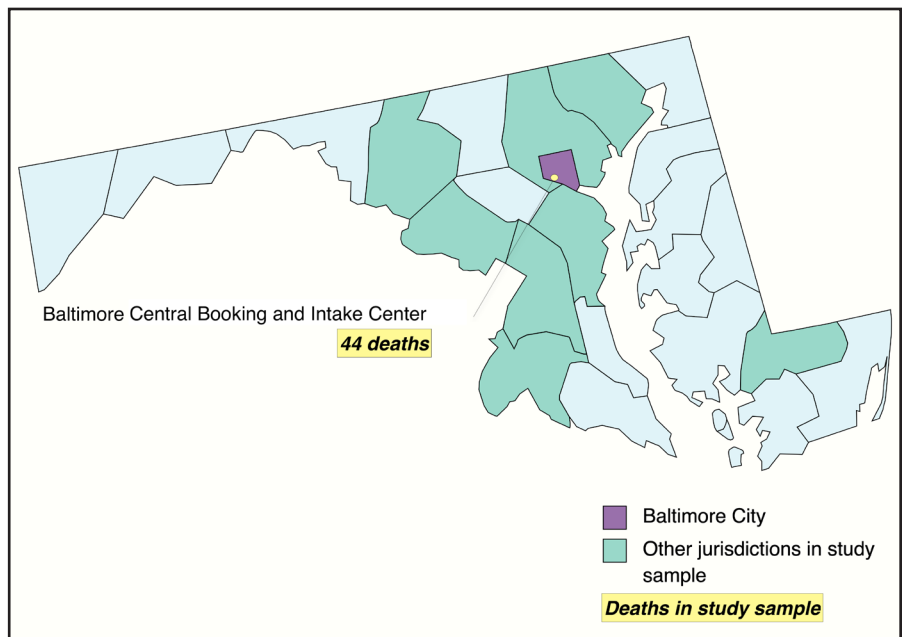 Baltimore Central Booking and Intake Center
44 deaths
Baltimore City
Other jurisdictions in study
sample
Deaths in study sample